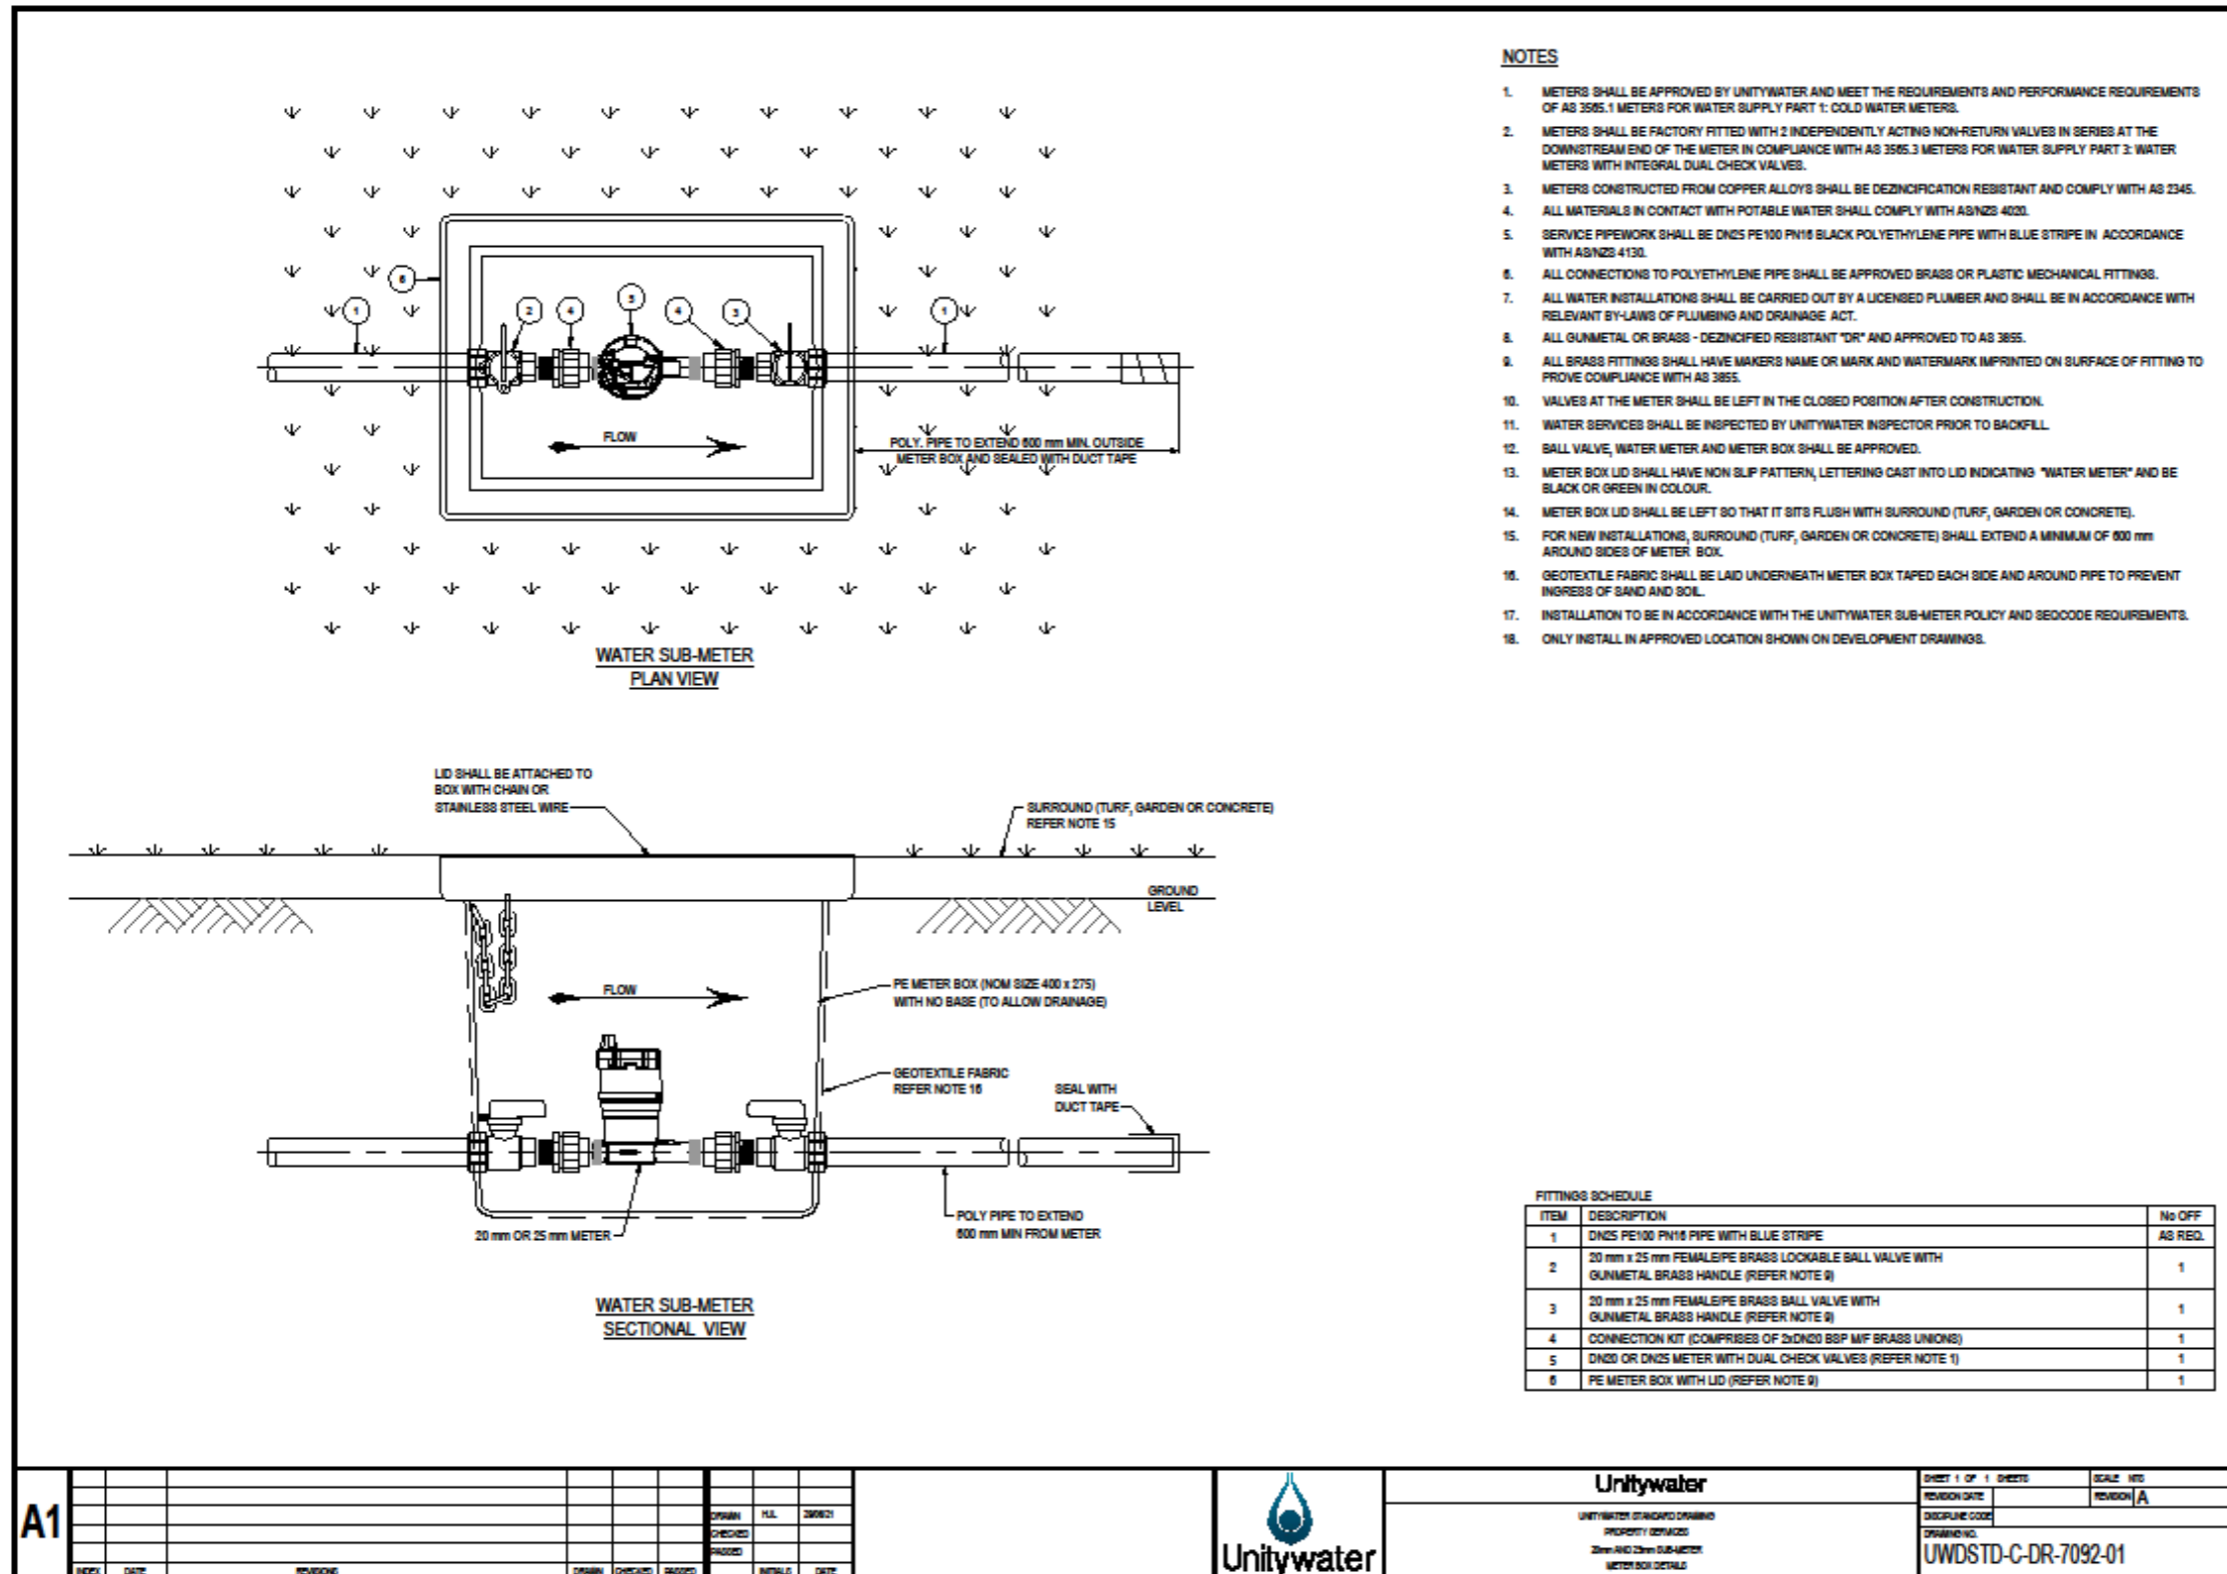 NOTES
1. METERS SHALL BE APPROVED BY UNITYWATER AND MEET THE REQUIREMENTS AND PERFORMANCE REQUIREMENTS
OF AS 3565.1 METERS FOR WATER SUPPLY PART 1: COLD WATER METERS.
2. METERS SHALL BE FACTORY FITTED WITH 2 INDEPENDENTLY ACTING NON-RETURN VALVES IN SERIES AT THE
DOWNSTREAM END OF THE METER IN COMPLIANCE WITH AS 3565.3 METERS FOR WATER SUPPLY PART 3: WATER
METERS WITH INTEGRAL DUAL CHECK VALVES.
3. METERS CONSTRUCTED FROM COPPER ALLOYS SHALL BE DEZINCIFICATION RESISTANT AND COMPLY WITH AS 2345.
4. ALL MATERIALS IN CONTACT WITH POTABLE WATER SHALL COMPLY WITH AS/NZS 4020.
5. SERVICE PIPEWORK SHALL BE DN25 PE100 PN16 BLACK POLYETHYLENE PIPE WITH BLUE STRIPE IN ACCORDANCE
WITH AS/NZS 4130.
6. ALL CONNECTIONS TO POLYETHYLENE PIPE SHALL BE APPROVED BRASS OR PLASTIC MECHANICAL FITTINGS.
7. ALL WATER INSTALLATIONS SHALL BE CARRIED OUT BY A LICENSED PLUMBER AND SHALL BE IN ACCORDANCE WITH
RELEVANT BY-LAWS OF PLUMBING AND DRAINAGE ACT.
8. ALL GUNMETAL OR BRASS - DEZINCIFIED RESISTANT "DR" AND APPROVED TO AS 3855.
9. ALL BRASS FITTINGS SHALL HAVE MAKERS NAME OR MARK AND WATERMARK IMPRINTED ON SURFACE OF FITTING TO
PROVE COMPLIANCE WITH AS 3855.
10. VALVES AT THE METER SHALL BE LEFT IN THE CLOSED POSITION AFTER CONSTRUCTION.
11. WATER SERVICES SHALL BE INSPECTED BY UNITYWATER INSPECTOR PRIOR TO BACKFILL.
12. BALL VALVE, WATER METER AND METER BOX SHALL BE APPROVED.
13. METER BOX LID SHALL HAVE NON SLIP PATTERN, LETTERING CAST INTO LID INDICATING "WATER METER" AND BE
BLACK OR GREEN IN COLOUR.
14. METER BOX LID SHALL BE LEFT SO THAT IT SITS FLUSH WITH SURROUND (TURF, GARDEN OR CONCRETE).
15. FOR NEW INSTALLATIONS, SURROUND (TURF, GARDEN OR CONCRETE) SHALL EXTEND A MINIMUM OF 600 mm
AROUND SIDES OF METER BOX.
16. GEOTEXTILE FABRIC SHALL BE LAID UNDERNEATH METER BOX TAPED EACH SIDE AND AROUND PIPE TO PREVENT
INGRESS OF SAND AND SOIL.
17. INSTALLATION TO BE IN ACCORDANCE WITH THE UNITYWATER SUB-METER POLICY AND SEQCODE REQUIREMENTS.
18. ONLY INSTALL IN APPROVED LOCATION SHOWN ON DEVELOPMENT DRAWINGS.
6
1 2 4 5 4 3 1
FLOW
POLY. PIPE TO EXTEND 600 mm MIN. OUTSIDE
METER BOX AND SEALED WITH DUCT TAPE
WATER SUB-METER
PLAN VIEW
LID SHALL BE ATTACHED TO
BOX WITH CHAIN OR
STAINLESS STEEL WIRE
SURROUND (TURF, GARDEN OR CONCRETE)
REFER NOTE 15
GROUND
LEVEL
FLOW
PE METER BOX (NOM SIZE 400 x 275)
WITH NO BASE (TO ALLOW DRAINAGE)
GEOTEXTILE FABRIC
REFER NOTE 16
SEAL WITH
DUCT TAPE
POLY PIPE TO EXTEND
600 mm MIN FROM METER
20 mm OR 25 mm METER
WATER SUB-METER
SECTIONAL VIEW
FITTINGS SCHEDULE
ITEM DESCRIPTION No OFF
1 DN25 PE100 PN16 PIPE WITH BLUE STRIPE AS REQ.
2 20 mm x 25 mm FEMALE/PE BRASS LOCKABLE BALL VALVE WITH
GUNMETAL BRASS HANDLE (REFER NOTE 9) 1
3 20 mm x 25 mm FEMALE/PE BRASS BALL VALVE WITH
GUNMETAL BRASS HANDLE (REFER NOTE 9) 1
4 CONNECTION KIT (COMPRISES OF 2xDN20 BSP M/F BRASS UNIONS) 1
5 DN20 OR DN25 METER WITH DUAL CHECK VALVES (REFER NOTE 1) 1
6 PE METER BOX WITH LID (REFER NOTE 9) 1
A1
INDEX DATE REVISIONS DRAWN CHECKED PASSED
DRAWN HJL
CHECKED
PASSED
INITIALS DATE
Unitywater
Unitywater
UNITYWATER STANDARD DRAWING
PROPERTY SERVICES
20mm AND 25mm SUB-METER
METER BOX DETAILS
SHEET 1 OF 1 SHEETS SCALE NTS
REVISION DATE REVISION A
DISCIPLINE CODE
DRAWING NO.
UWDSTD-C-DR-7092-01